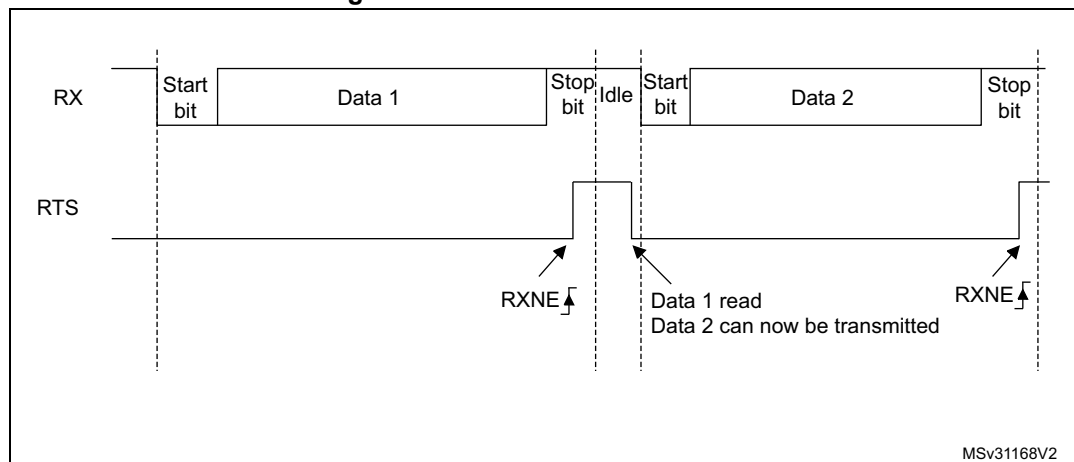 RX
Start bit
Data 1
Stop bit
Idle
Start bit
Data 2
Stop bit
RTS
RXNE
Data 1 read
Data 2 can now be transmitted
RXNE
MSv31168V2